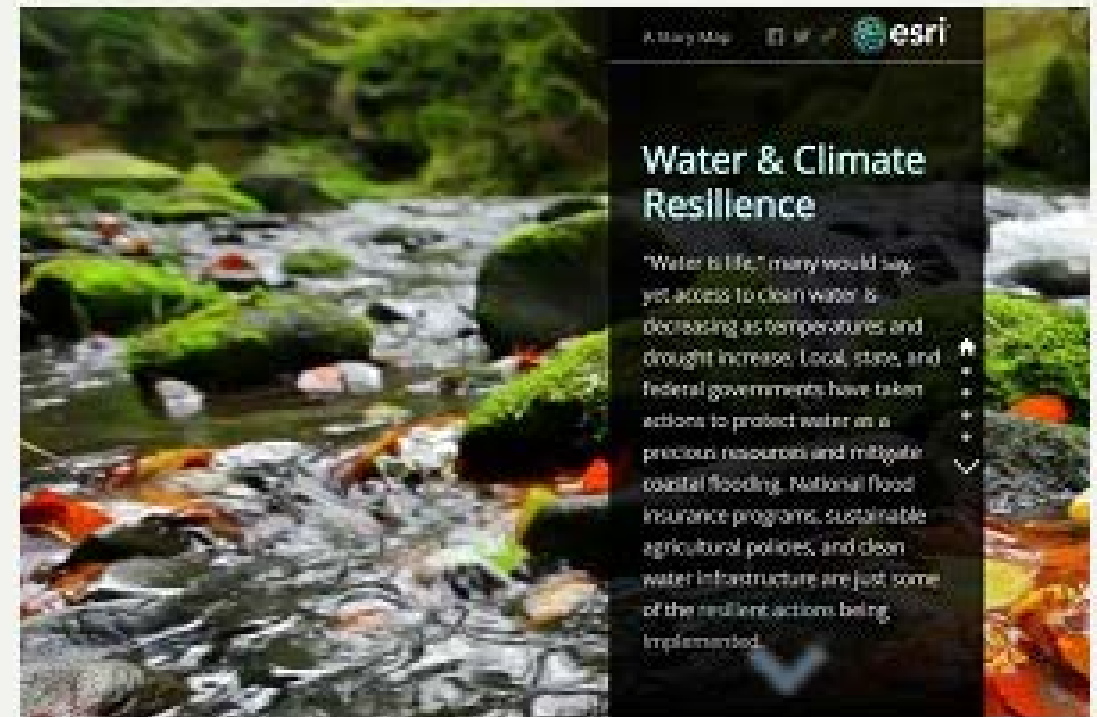 A Story Map
esri
Water & Climate
Resilience
"Water is life," many would say,
yet access to clean water is
decreasing as temperatures and
drought increase. Local, state, and
federal governments have taken
actions to protect water as a
precious resources and mitigate
coastal flooding. National flood
insurance programs, sustainable
agricultural policies, and clean
water infrastructure are just some
of the resilient actions being
implemented.